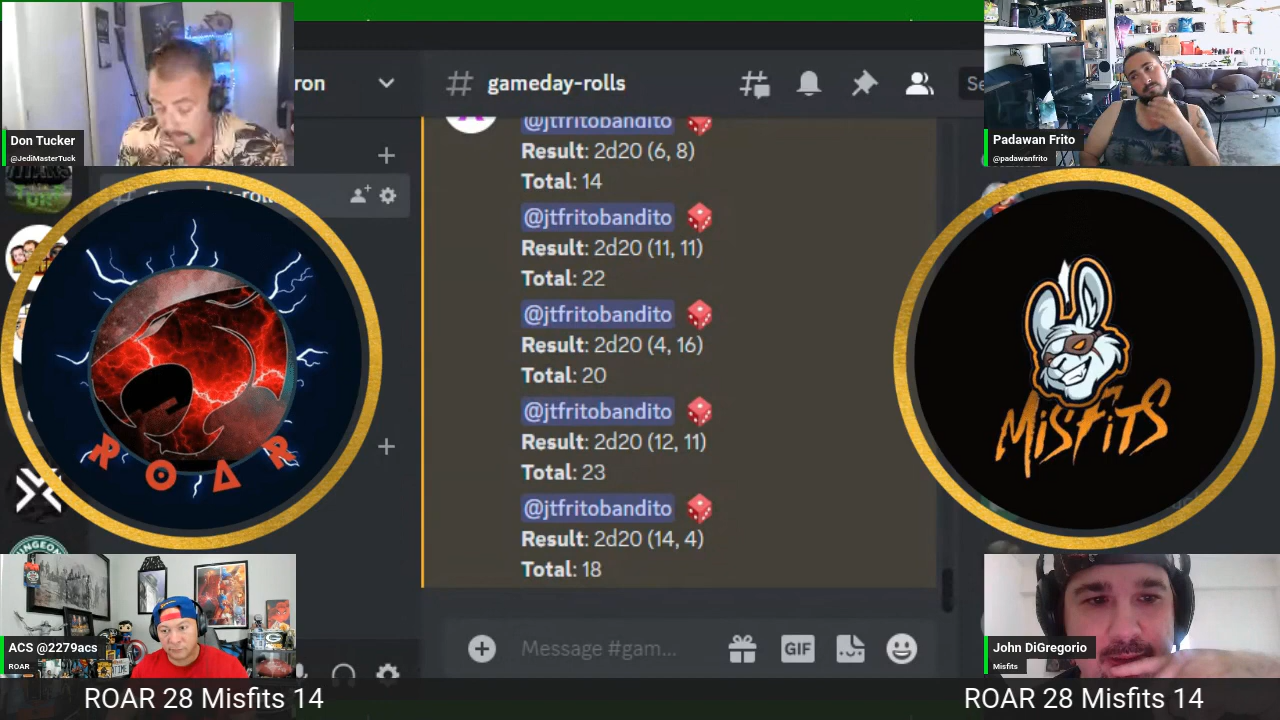 Don Tucker
@JediMasterTuck
ron
# gameday-rolls
Se
@jtfritobandito
Result: 2d20 (6, 8)
Total: 14
@jtfritobandito
Result: 2d20 (11, 11)
Total: 22
@jtfritobandito
Result: 2d20 (4, 16)
Total: 20
@jtfritobandito
Result: 2d20 (12, 11)
Total: 23
@jtfritobandito
Result: 2d20 (14, 4)
Total: 18
Message #gam...
GIF
Padawan Frito
@padawanfrito
ROAR
MiSFiTS
ACS @2279acs
ROAR
John DiGregorio
Misfits
ROAR 28 Misfits 14
ROAR 28 Misfits 14